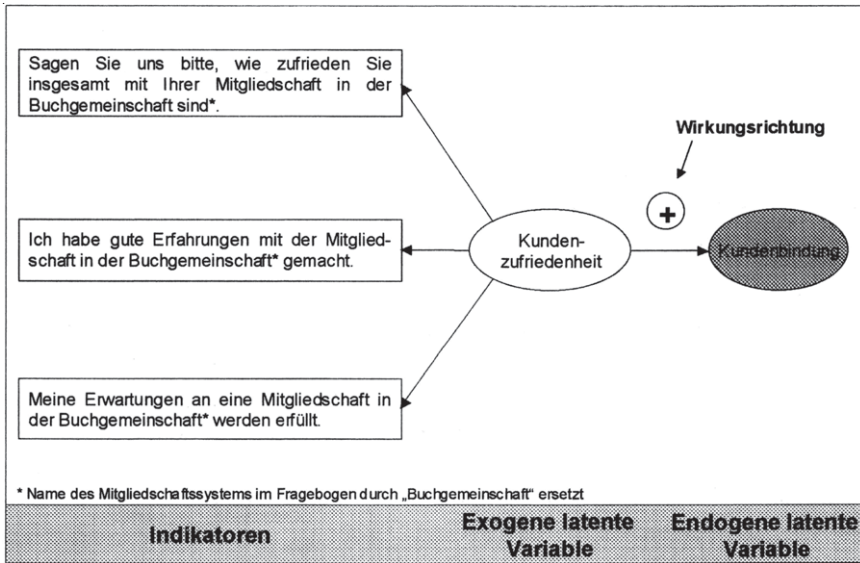 Sagen Sie uns bitte, wie zufrieden Sie
insgesamt mit Ihrer Mitgliedschaft in der
Buchgemeinschaft sind*.
Wirkungsrichtung
+
Ich habe gute Erfahrungen mit der Mitglied-
schaft in der Buchgemeinschaft* gemacht.
Kunden-
zufriedenheit
Kundenbindung
Meine Erwartungen an eine Mitgliedschaft in
der Buchgemeinschaft* werden erfüllt.
* Name des Mitgliedschaftssystems im Fragebogen durch „Buchgemeinschaft“ ersetzt
Indikatoren
Exogene latente
Variable
Endogene latente
Variable